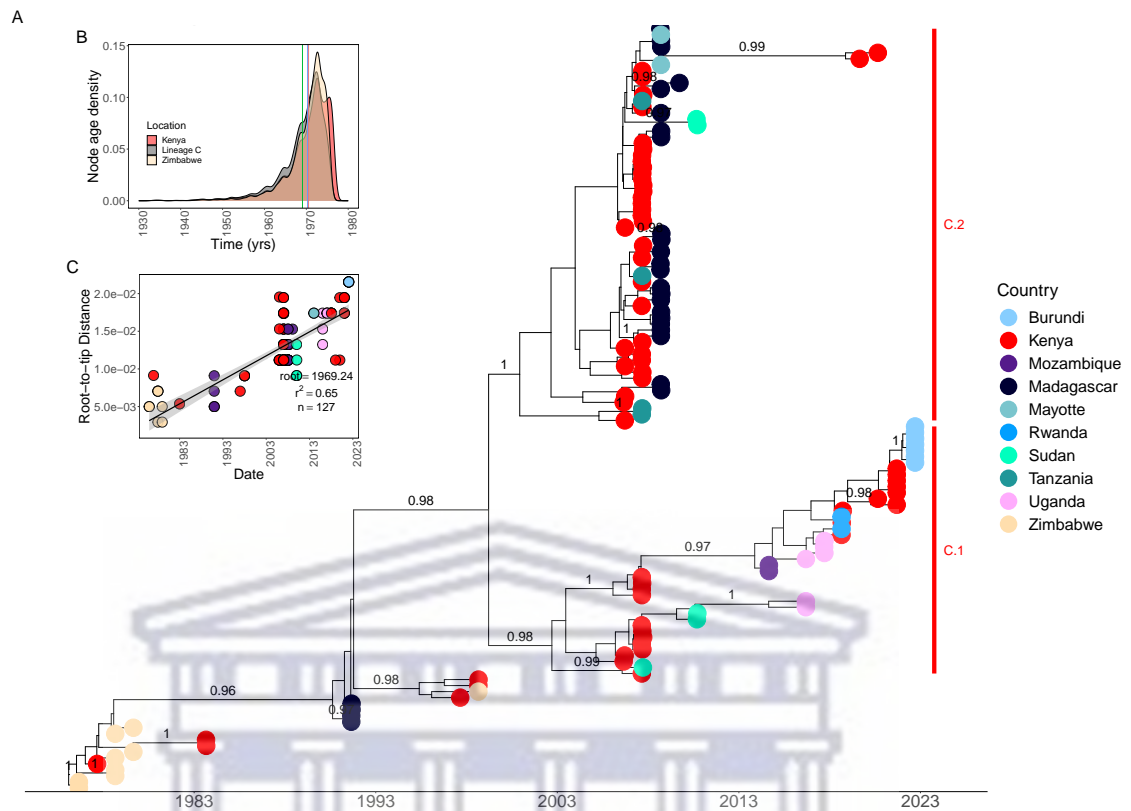 A
B
0.15
0.10
0.05
0.00
Node age density
Location
Kenya
Lineage C
Zimbabwe
1930
1940
1950
1960
1970
1980
Time (yrs)
C
2.0e−02
1.5e−02
1.0e−02
5.0e−03
Root−to−tip Distance
root= 1969.24
r² = 0.65
n = 127
1983
1993
2003
2013
2023
Date
0.99
0.98
1
1
1
C.2
0.98
1
0.98
0.97
C.1
1
1
0.98
0.99
0.98
0.96
1
1
1
1983
1993
2003
2013
2023
Country
Burundi
Kenya
Mozambique
Madagascar
Mayotte
Rwanda
Sudan
Tanzania
Uganda
Zimbabwe